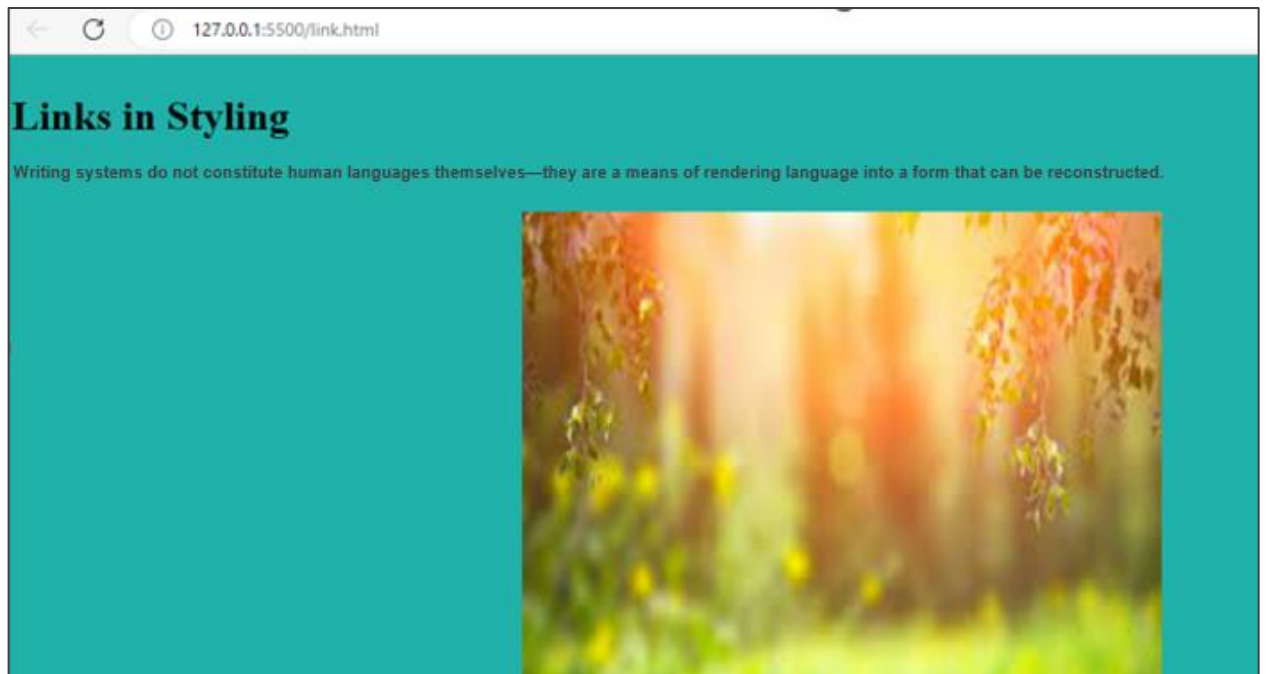 127.0.0.1:5500/link.html
Links in Styling
Writing systems do not constitute human languages themselves—they are a means of rendering language into a form that can be reconstructed.